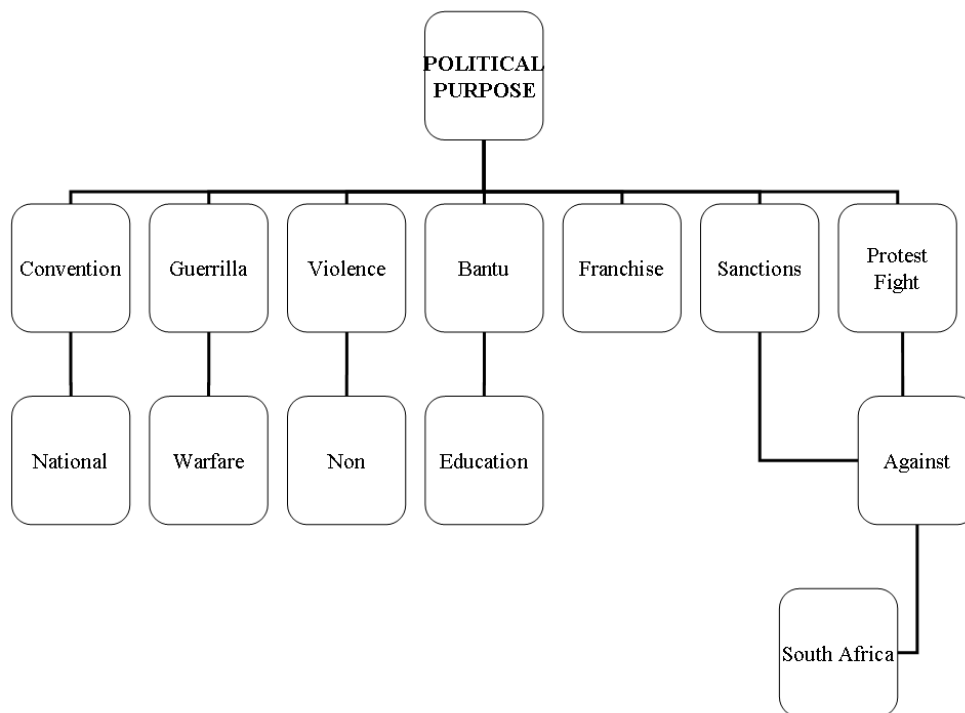 POLITICAL
PURPOSE
Convention
Guerrilla
Violence
Bantu
Franchise
Sanctions
Protest
Fight
National
Warfare
Non
Education
Against
South Africa